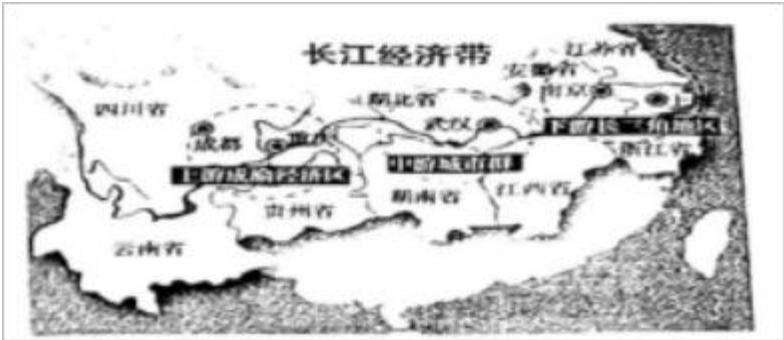 长江经济带
江苏省
安徽省
南京
四川省
湖北省
武汉
成都
重庆
下游长三角地区
浙江省
上游成渝经济区
中游城市群
湖南省
江西省
贵州省
云南省